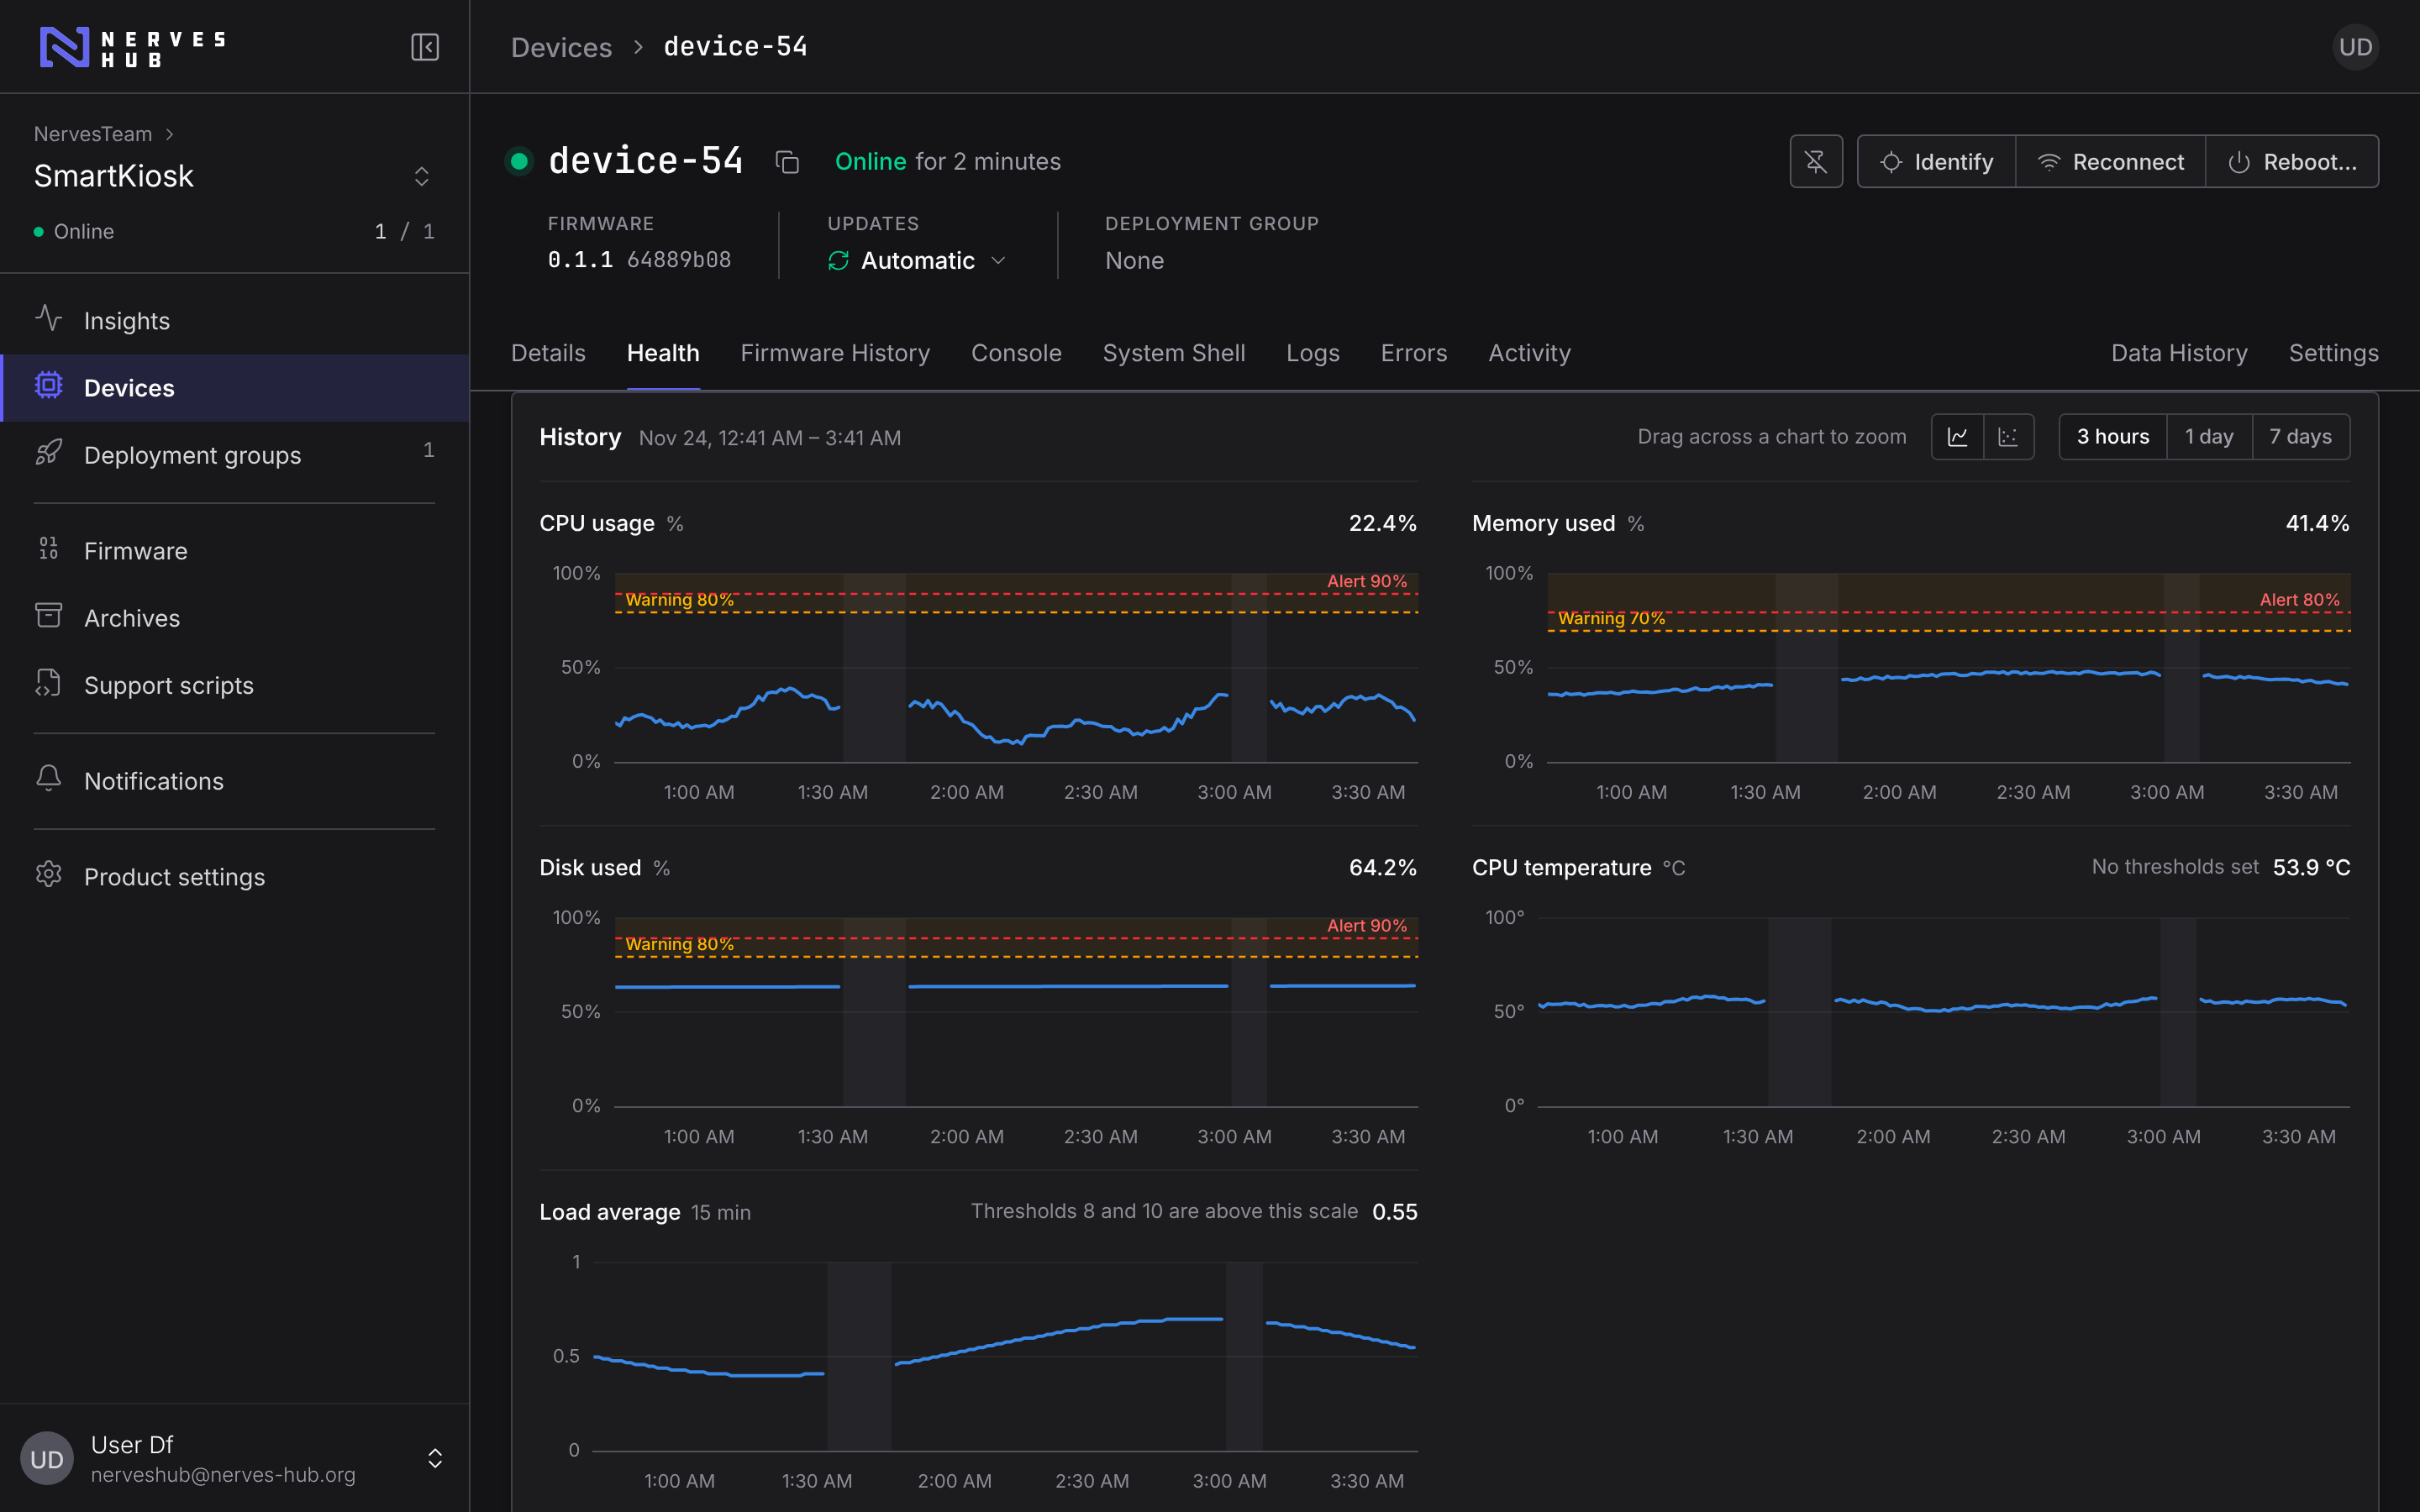 NERVES
HUB
Devices > device-54
UD
NervesTeam >
SmartKiosk
Online 1 / 1
Insights
Devices
Deployment groups 1
Firmware
Archives
Support scripts
Notifications
Product settings
User Df
nerveshub@nerves-hub.org
UD
device-54 Online for 2 minutes
Identify Reconnect Reboot...
FIRMWARE UPDATES DEPLOYMENT GROUP
0.1.1 64889b08 Automatic None
Details Health Firmware History Console System Shell Logs Errors Activity Data History Settings
History Nov 24, 12:41 AM – 3:41 AM Drag across a chart to zoom 3 hours 1 day 7 days
CPU usage % 22.4%
100%
Alert 90%
Warning 80%
50%
0%
1:00 AM 1:30 AM 2:00 AM 2:30 AM 3:00 AM 3:30 AM
Memory used % 41.4%
100%
Alert 80%
Warning 70%
50%
0%
1:00 AM 1:30 AM 2:00 AM 2:30 AM 3:00 AM 3:30 AM
Disk used % 64.2%
100%
Alert 90%
Warning 80%
50%
0%
1:00 AM 1:30 AM 2:00 AM 2:30 AM 3:00 AM 3:30 AM
CPU temperature °C No thresholds set 53.9 °C
100°
50°
0°
1:00 AM 1:30 AM 2:00 AM 2:30 AM 3:00 AM 3:30 AM
Load average 15 min Thresholds 8 and 10 are above this scale 0.55
1
0.5
0
1:00 AM 1:30 AM 2:00 AM 2:30 AM 3:00 AM 3:30 AM